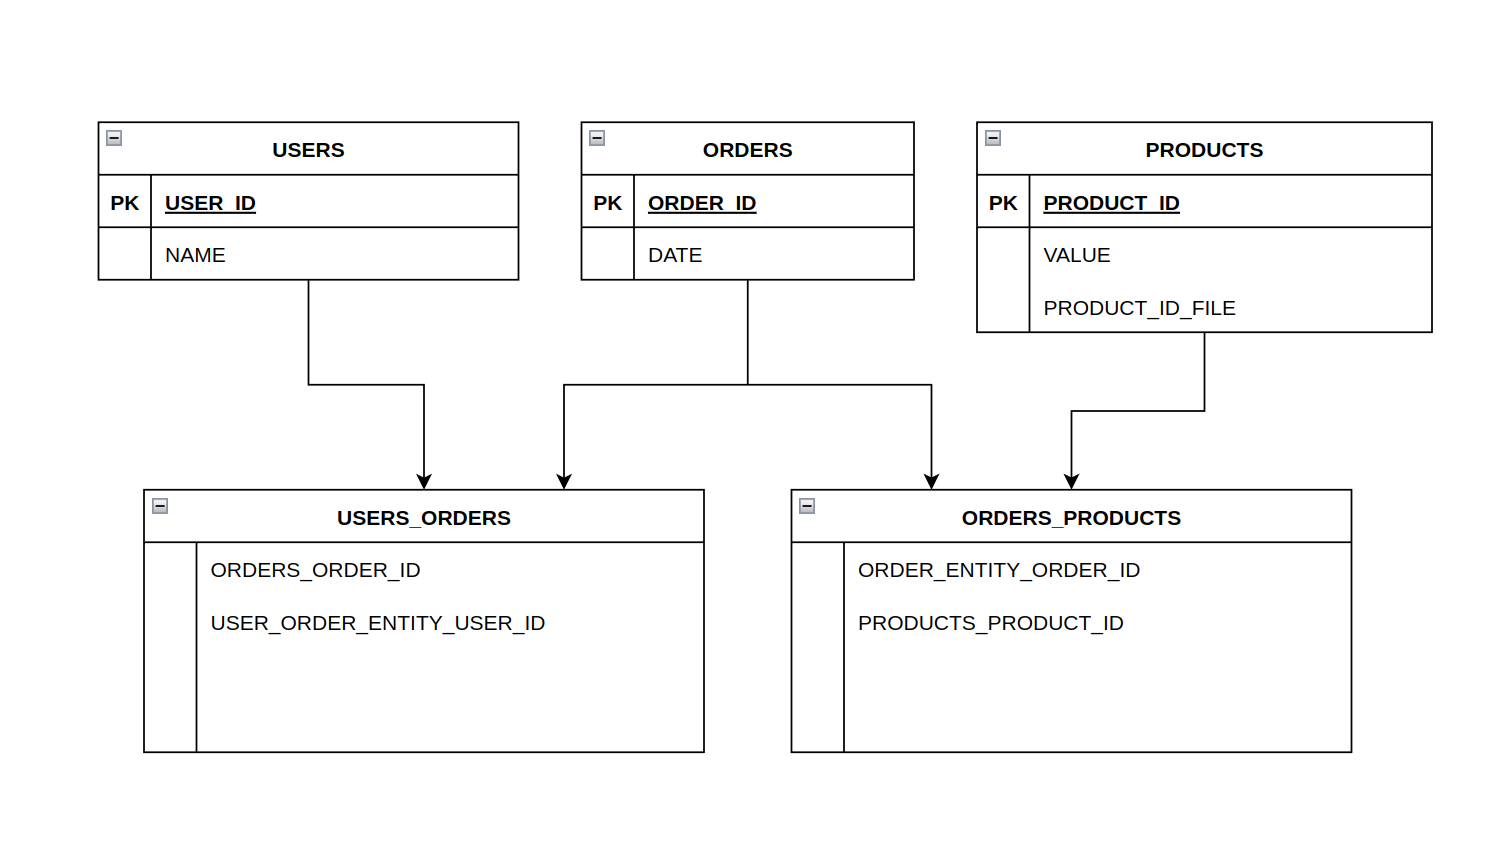 USERS
PK USER_ID
NAME
ORDERS
PK ORDER_ID
DATE
PRODUCTS
PK PRODUCT_ID
VALUE
PRODUCT_ID_FILE
USERS_ORDERS
ORDERS_ORDER_ID
USER_ORDER_ENTITY_USER_ID
ORDERS_PRODUCTS
ORDER_ENTITY_ORDER_ID
PRODUCTS_PRODUCT_ID